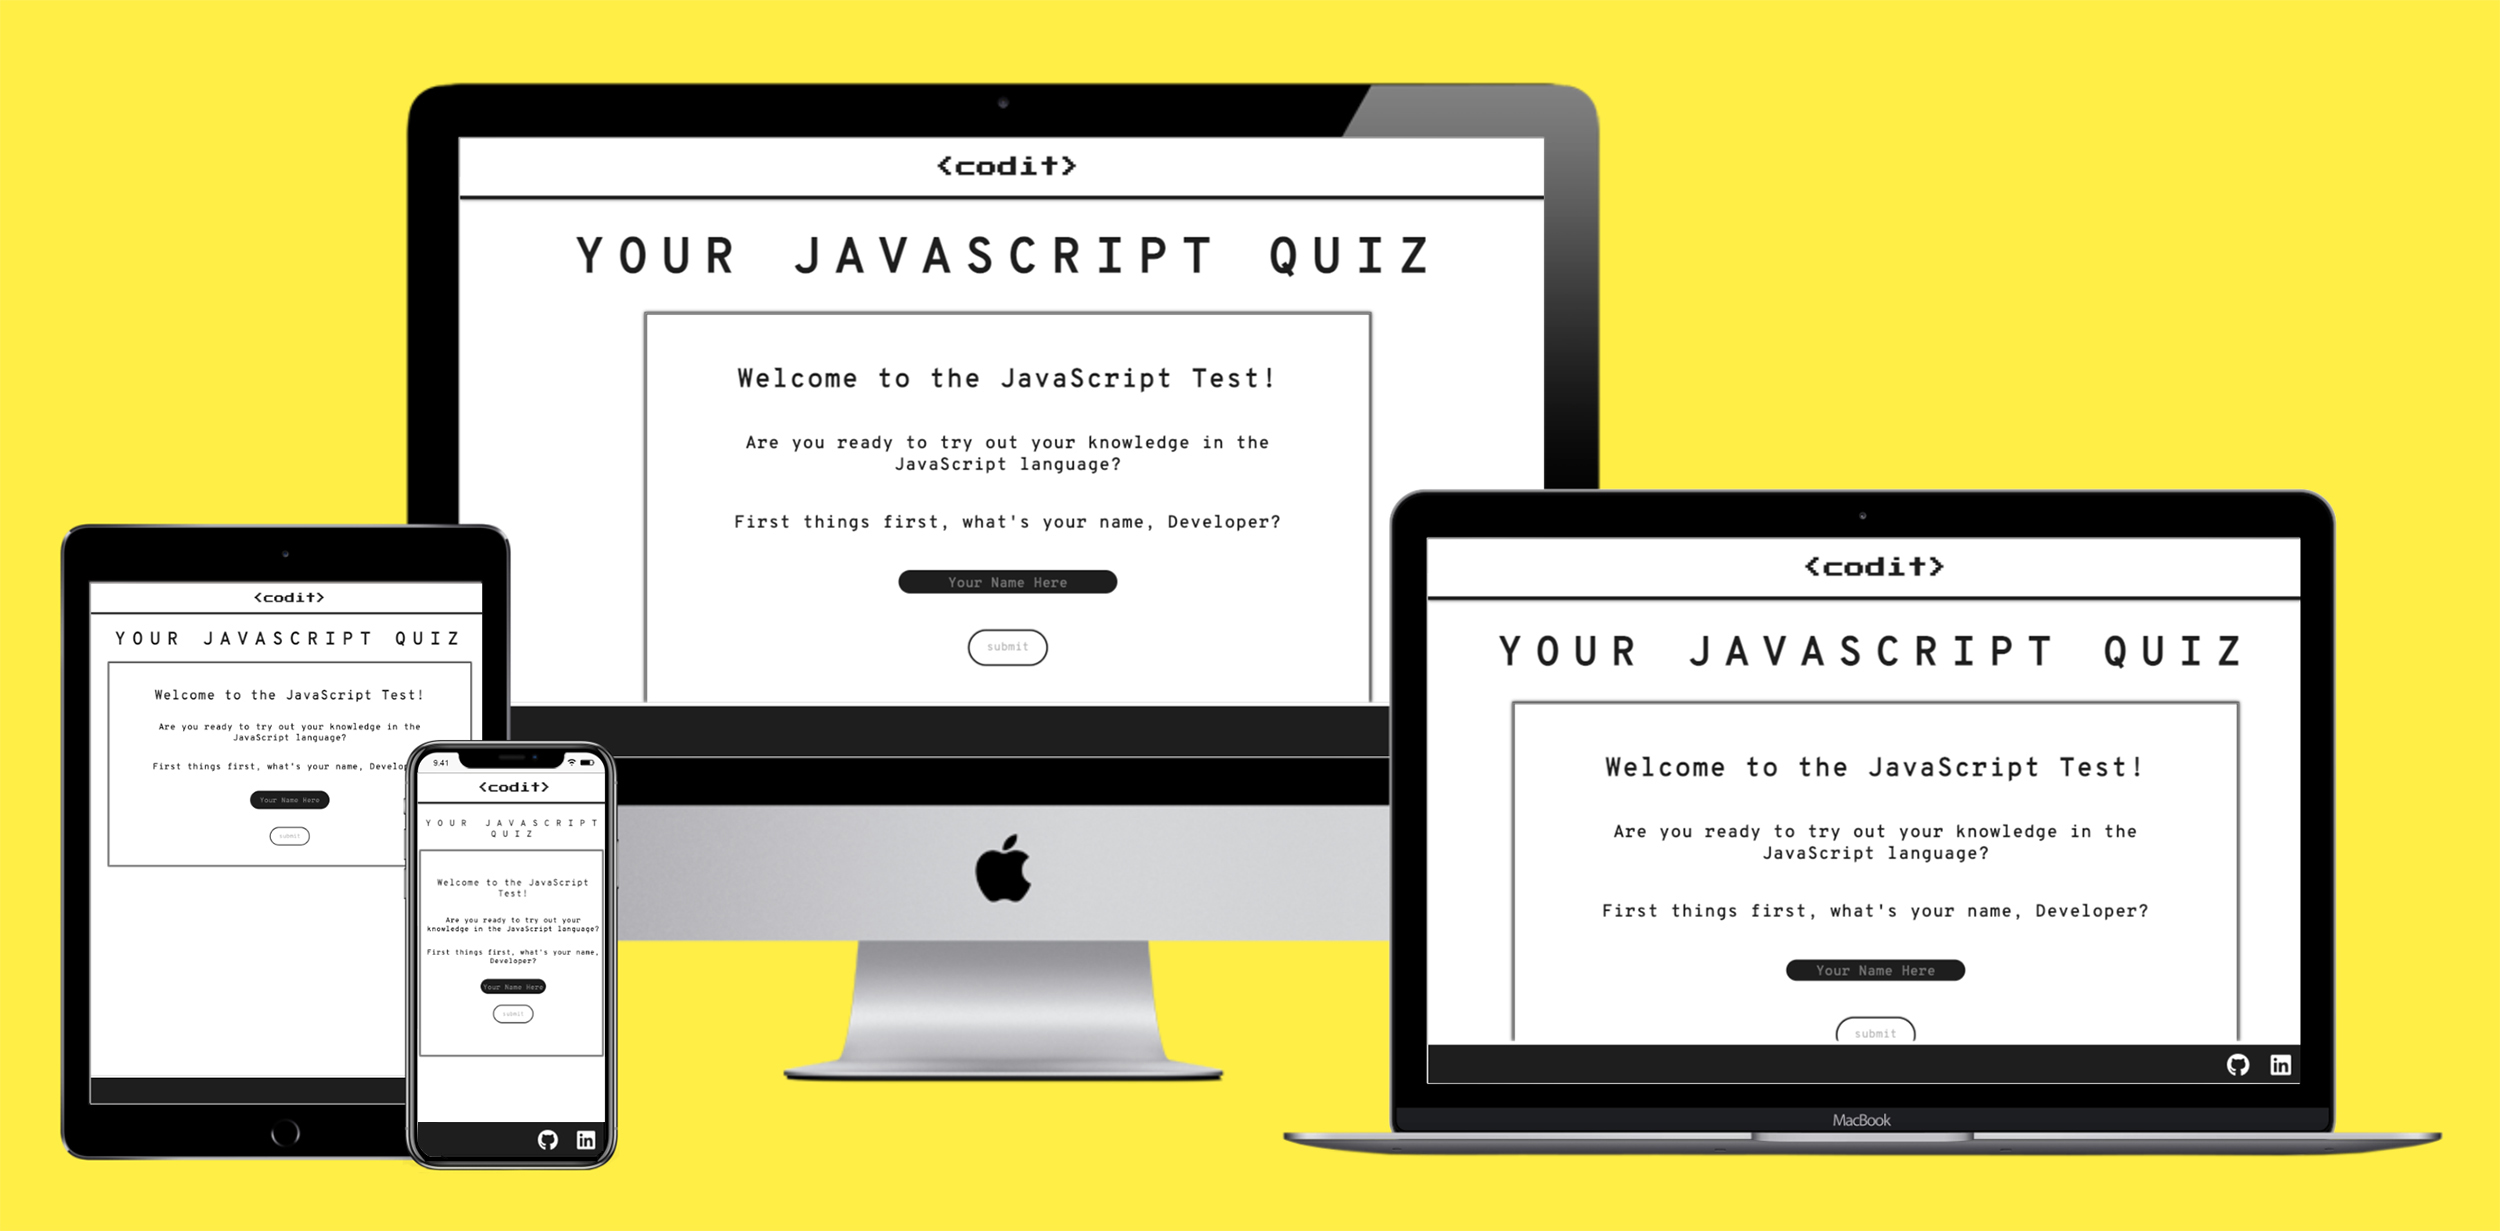 <codit>
YOUR JAVASCRIPT QUIZ
Welcome to the JavaScript Test!
Are you ready to try out your knowledge in the
JavaScript language?
First things first, what's your name, Developer?
Your Name Here
submit
<codit>
YOUR JAVASCRIPT QUIZ
Welcome to the JavaScript Test!
Are you ready to try out your knowledge in the
JavaScript language?
First things first, what's your name, Develop
Your Name Here
submit
9.41
<codit>
YOUR JAVASCRIPT
QUIZ
Welcome to the JavaScript
Test!
Are you ready to try out your
knowledge in the JavaScript language?
First things first, what's your name,
Developer?
Your Name Here
submit
in
<codit>
YOUR JAVASCRIPT QUIZ
Welcome to the JavaScript Test!
Are you ready to try out your knowledge in the
JavaScript language?
First things first, what's your name, Developer?
Your Name Here
submit
in
MacBook